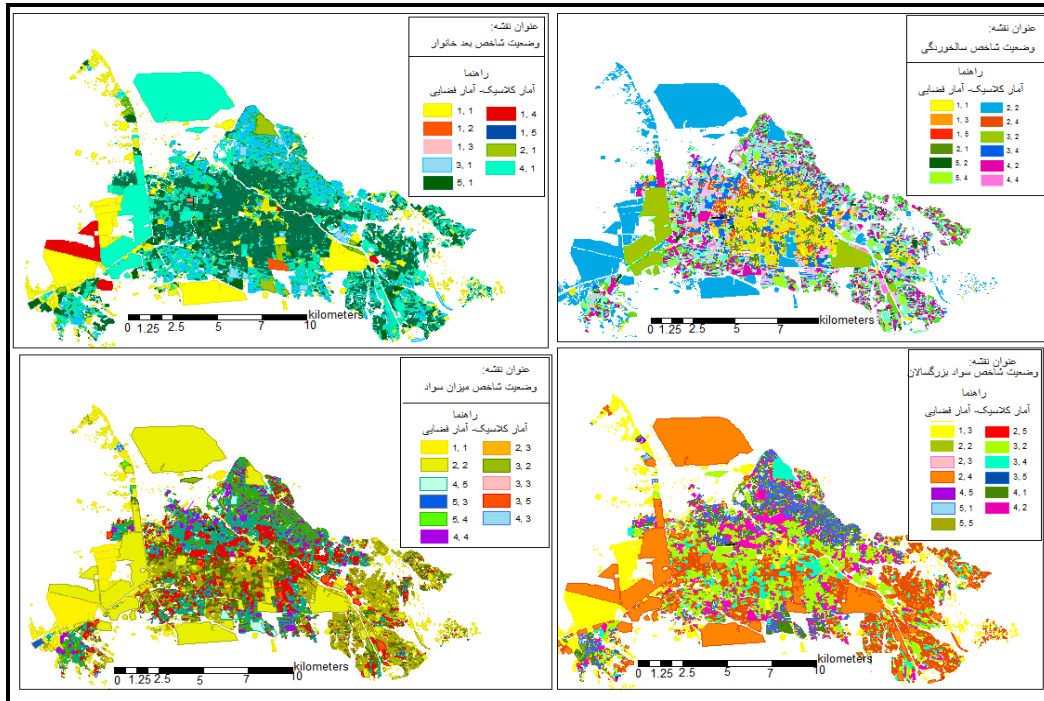 عنوان نقشه:
وضعیت شاخص بعد خانوار
راهنما
آمار کلاسیک- آمار فضایی
1, 1
1, 4
1, 2
1, 5
1, 3
2, 1
3, 1
4, 1
5, 1
kilometers
0 1.25 2.5 5 7 10
عنوان نقشه:
وضعیت شاخص سالخوردگی
راهنما
آمار کلاسیک- آمار فضایی
1, 1
2, 2
1, 3
2, 4
1, 5
3, 2
2, 1
3, 4
5, 2
4, 2
5, 4
4, 4
kilometers
0 1.25 2.5 5 7
عنوان نقشه:
وضعیت شاخص میزان سواد
راهنما
آمار کلاسیک- آمار فضایی
1, 1
2, 3
2, 2
3, 2
4, 5
3, 3
5, 3
3, 5
5, 4
4, 3
4, 4
kilometers
0 1.25 2.5 5 7 10
عنوان نقشه:
وضعیت شاخص سواد بزرگسالان
راهنما
آمار کلاسیک- آمار فضایی
1, 3
2, 5
2, 2
3, 2
2, 3
3, 4
2, 4
3, 5
4, 5
4, 1
5, 1
4, 2
5, 5
kilometers
0 1.25 2.5 5 7 10